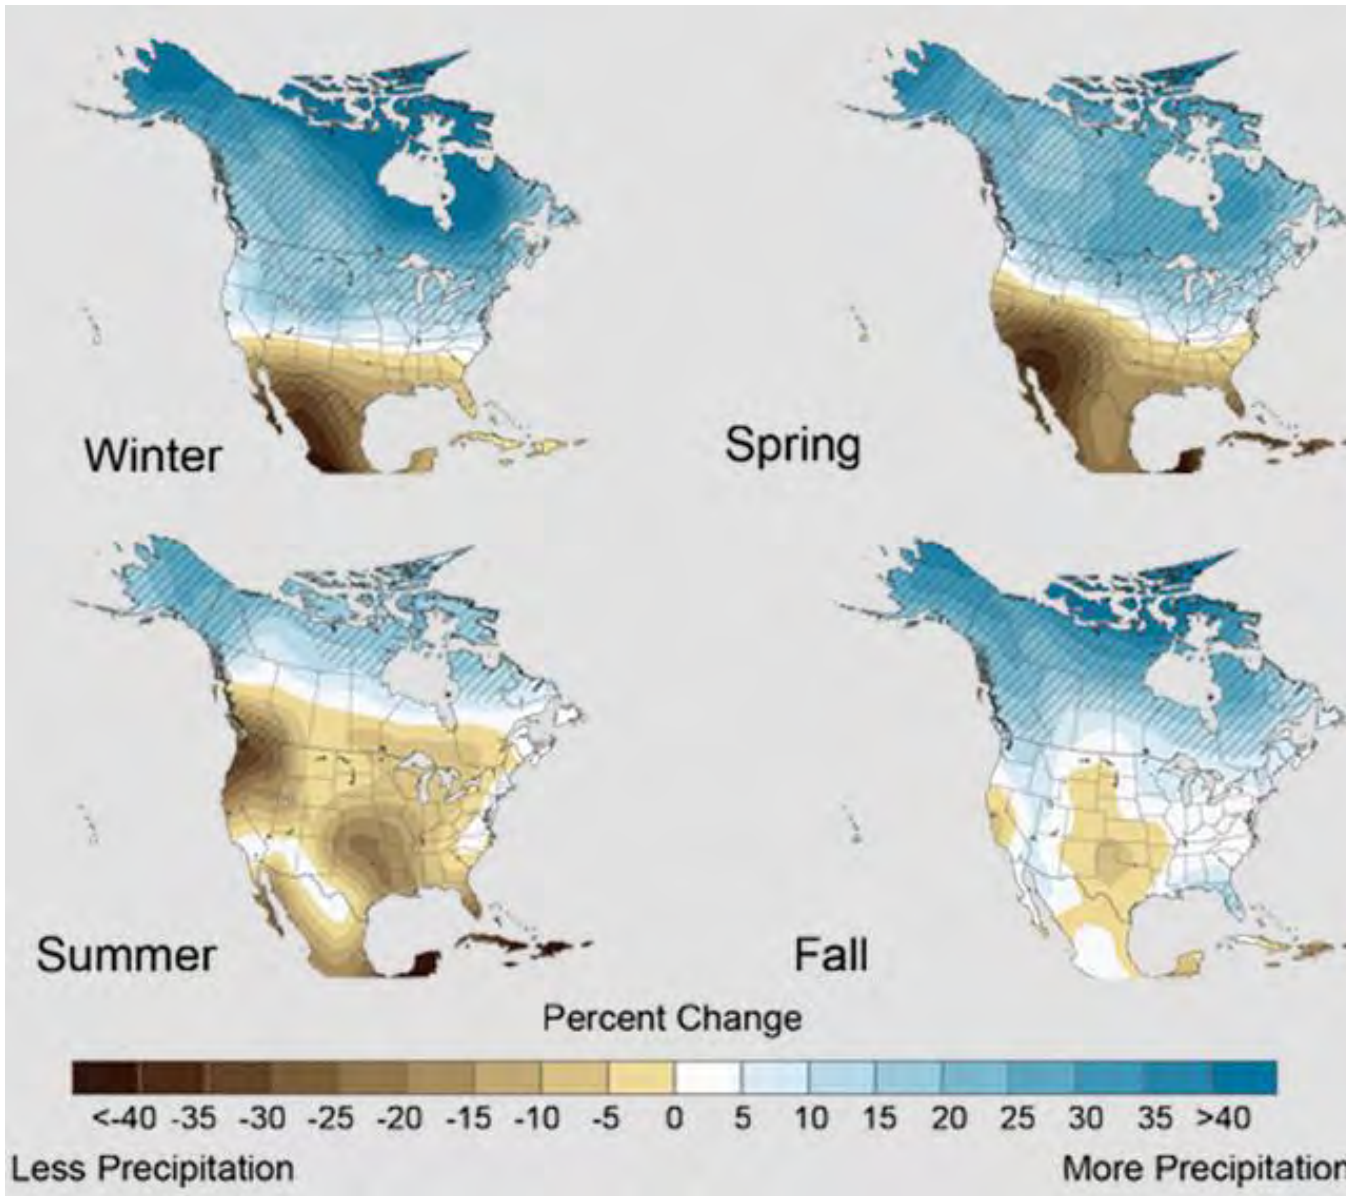 Winter
Spring
Summer
Fall
Percent Change
<-40 -35 -30 -25 -20 -15 -10 -5 0 5 10 15 20 25 30 35 >40
Less Precipitation
More Precipitation